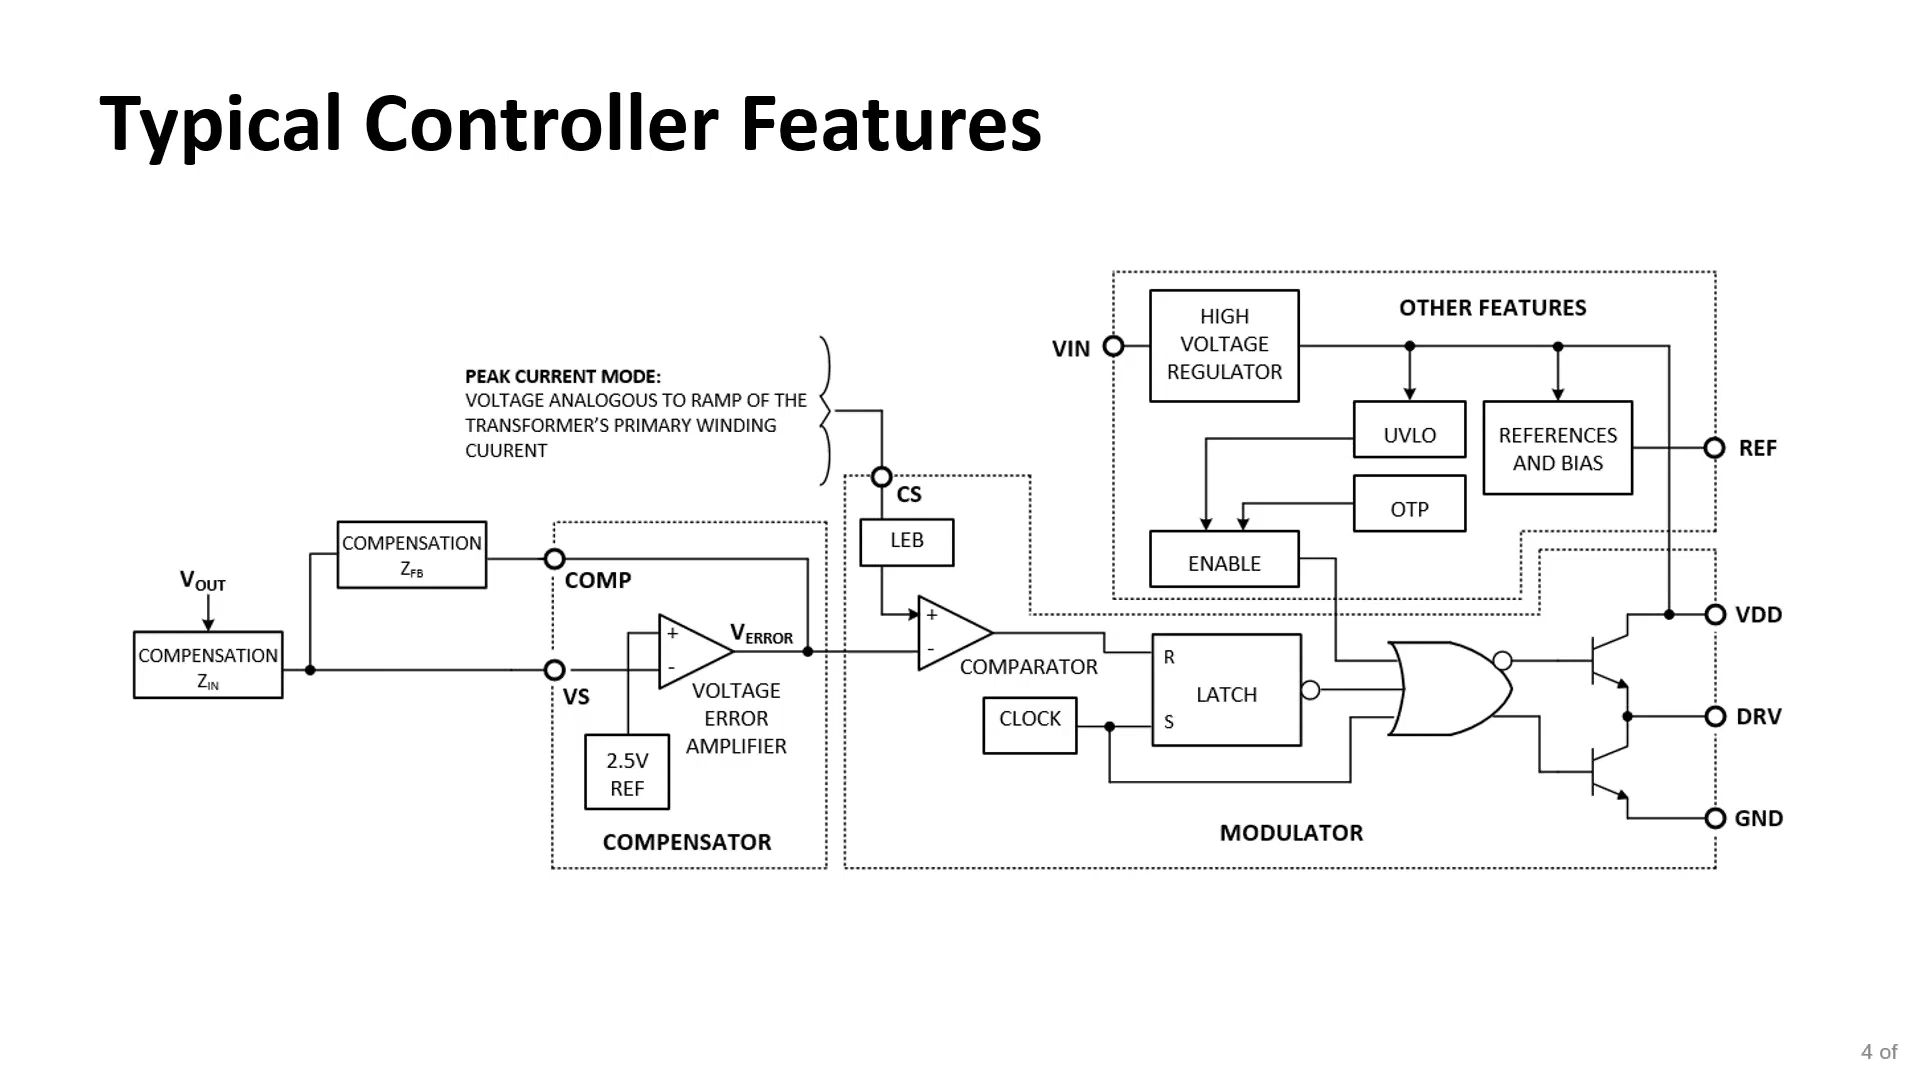 Typical Controller Features
OTHER FEATURES
HIGH
VOLTAGE
REGULATOR
VIN
PEAK CURRENT MODE:
VOLTAGE ANALOGOUS TO RAMP OF THE
TRANSFORMER'S PRIMARY WINDING
CUURENT
UVLO
REFERENCES
AND BIAS
REF
CS
OTP
LEB
ENABLE
COMPENSATION
ZFB
COMP
VOUT
VDD
COMPENSATION
ZIN
+
-
VERROR
+
-
COMPARATOR
R
LATCH
S
VS
VOLTAGE
ERROR
AMPLIFIER
CLOCK
DRV
2.5V
REF
COMPENSATOR
MODULATOR
GND
4 of